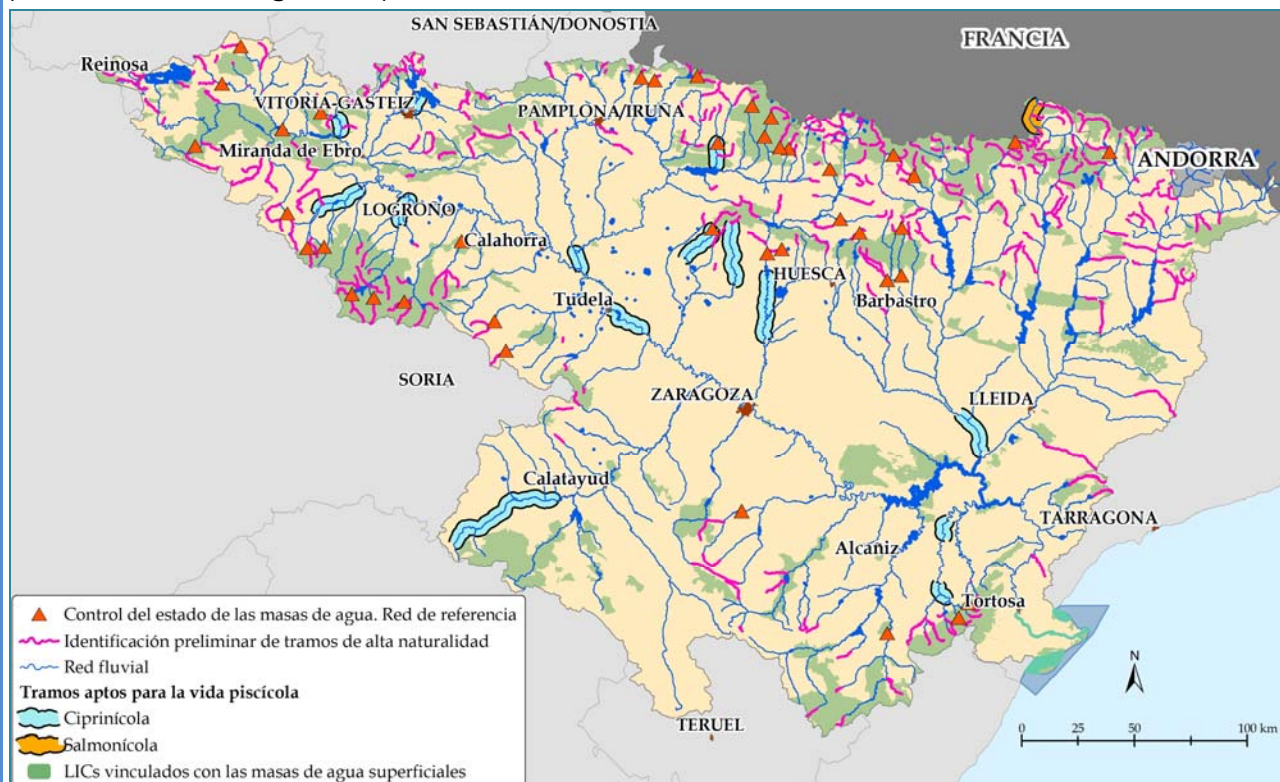 SAN SEBASTIÁN/DONOSTIA
FRANCIA
Reinosa
VITORIA-GASTEIZ
PAMPLONA/IRUÑA
ANDORRA
Miranda de Ebro
LOGROÑO
Calahorra
HUESCA
Barbastro
Tudela
SORIA
ZARAGOZA
LLEIDA
Calatayud
TARRAGONA
Alcañiz
Tortosa
TERUEL
N
0 25 50 100 km
Control del estado de las masas de agua. Red de referencia
Identificación preliminar de tramos de alta naturalidad
Red fluvial
Tramos aptos para la vida piscícola
Ciprinícola
Salmonícola
LICs vinculados con las masas de agua superficiales